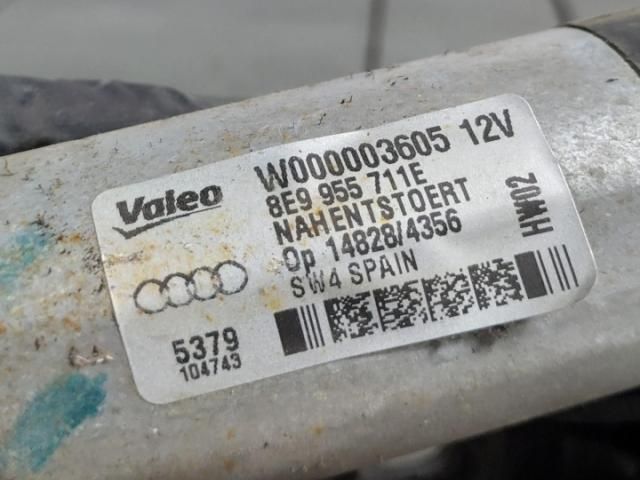 Valeo
W000003605 12V
8E9 955 711E
NAHENTSTOERT
Op 14828/4356
SW4 SPAIN
HW02
5379
104743